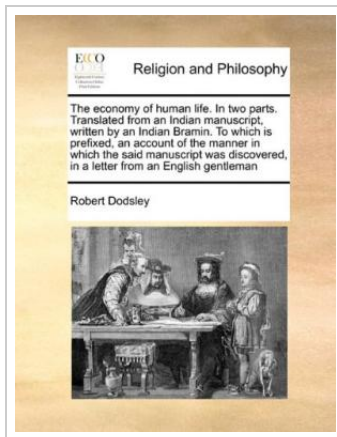 ECCO
Religion and Philosophy
The economy of human life. In two parts.
Translated from an Indian manuscript,
written by an Indian Bramin. To which is
prefixed, an account of the manner in
which the said manuscript was discovered,
in a letter from an English gentleman
Robert Dodsley